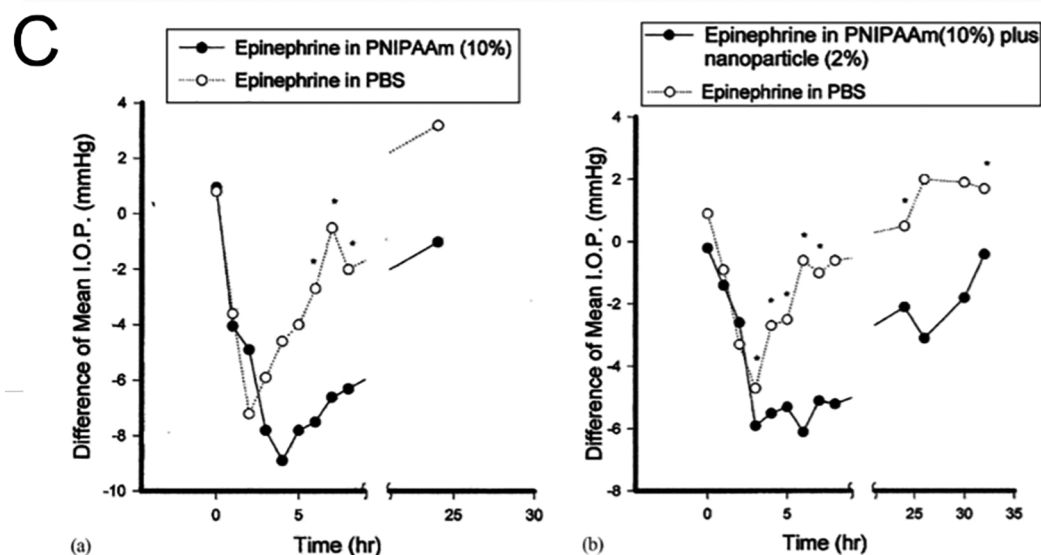 C
Epinephrine in PNIPAAm (10%)
Epinephrine in PBS
Difference of Mean I.O.P. (mmHg)
4
2
0
-2
-4
-6
-8
-10
0
5
25
30
Time (hr)
(a)
Epinephrine in PNIPAAm(10%) plus
nanoparticle (2%)
Epinephrine in PBS
Difference of Mean I.O.P. (mmHg)
4
2
0
-2
-4
-6
-8
0
5
25
30
35
Time (hr)
(b)